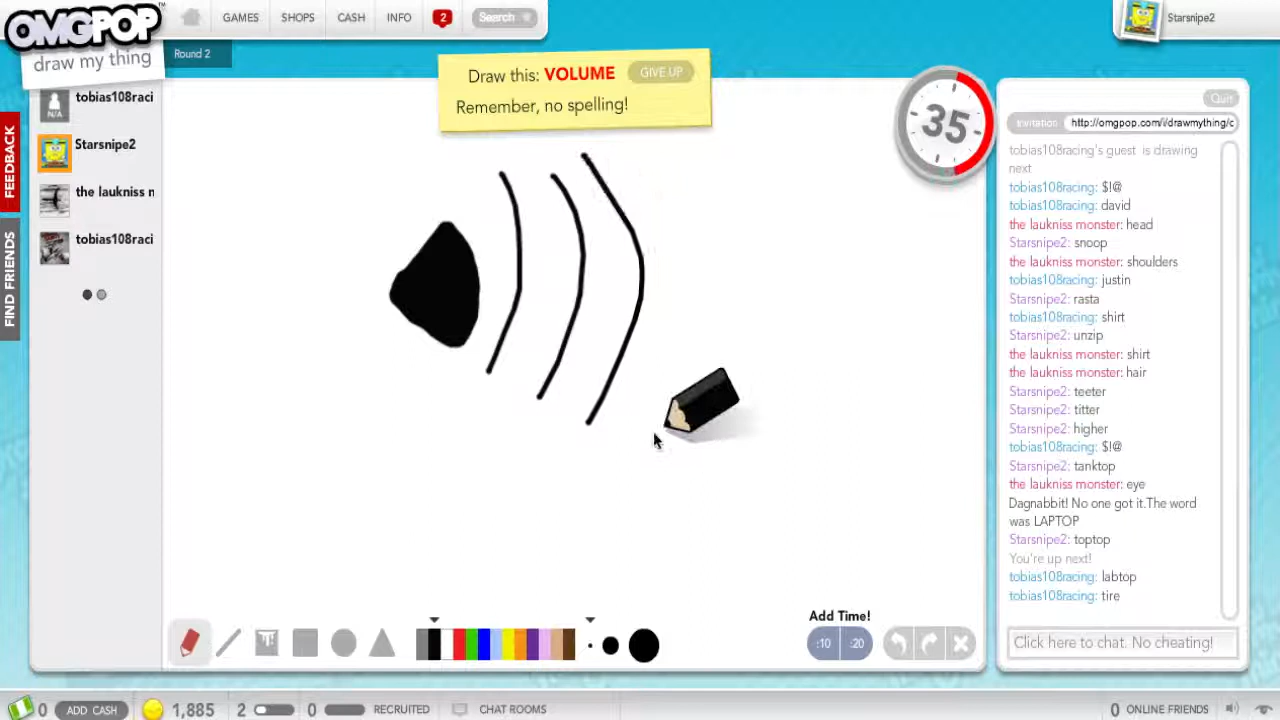 OMGPOP™
GAMES SHOPS CASH INFO 2 Search
Starsnipe2
draw my thing
Round 2
Draw this: VOLUME GIVE UP
Remember, no spelling!
35
FEEDBACK
FIND FRIENDS
N/A
tobias108raci
Starsnipe2
the laukniss n
tobias108raci
Quit
Invitation http://omgpop.com/#drawmything/c
tobias108racing's guest is drawing
next
tobias108racing: $!@
tobias108racing: david
the laukniss monster: head
Starsnipe2: snoop
the laukniss monster: shoulders
tobias108racing: justin
Starsnipe2: rasta
tobias108racing: shirt
Starsnipe2: unzip
the laukniss monster: shirt
the laukniss monster: hair
Starsnipe2: teeter
Starsnipe2: titter
Starsnipe2: higher
tobias108racing: $!@
Starsnipe2: tanktop
the laukniss monster: eye
Dagnabbit! No one got it.The word
was LAPTOP
Starsnipe2: toptop
You're up next!
tobias108racing: labtop
tobias108racing: tire
Click here to chat. No cheating!
Add Time!
:10 :20
0 ADD CASH 1,885 2 0 RECRUITED CHAT ROOMS 0 ONLINE FRIENDS